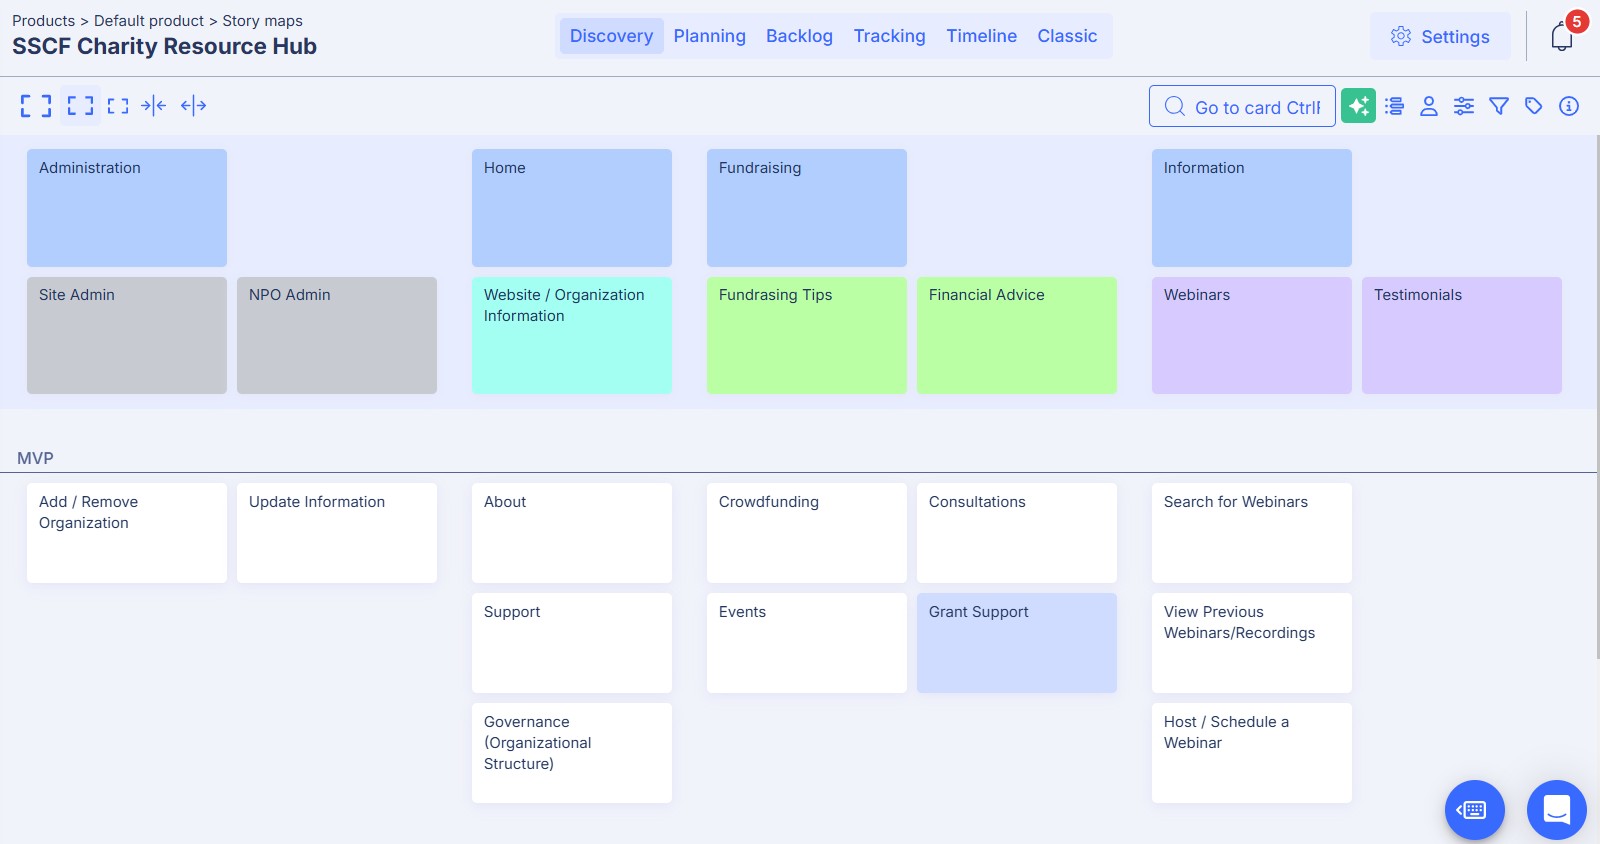 Products > Default product > Story maps
SSCF Charity Resource Hub
Discovery
Planning
Backlog
Tracking
Timeline
Classic
Settings
5
Go to card Ctrl
Administration
Home
Fundraising
Information
Site Admin
NPO Admin
Website / Organization
Information
Fundrasing Tips
Financial Advice
Webinars
Testimonials
MVP
Add / Remove
Organization
Update Information
About
Crowdfunding
Consultations
Search for Webinars
Support
Events
Grant Support
View Previous
Webinars/Recordings
Governance
(Organizational
Structure)
Host / Schedule a
Webinar